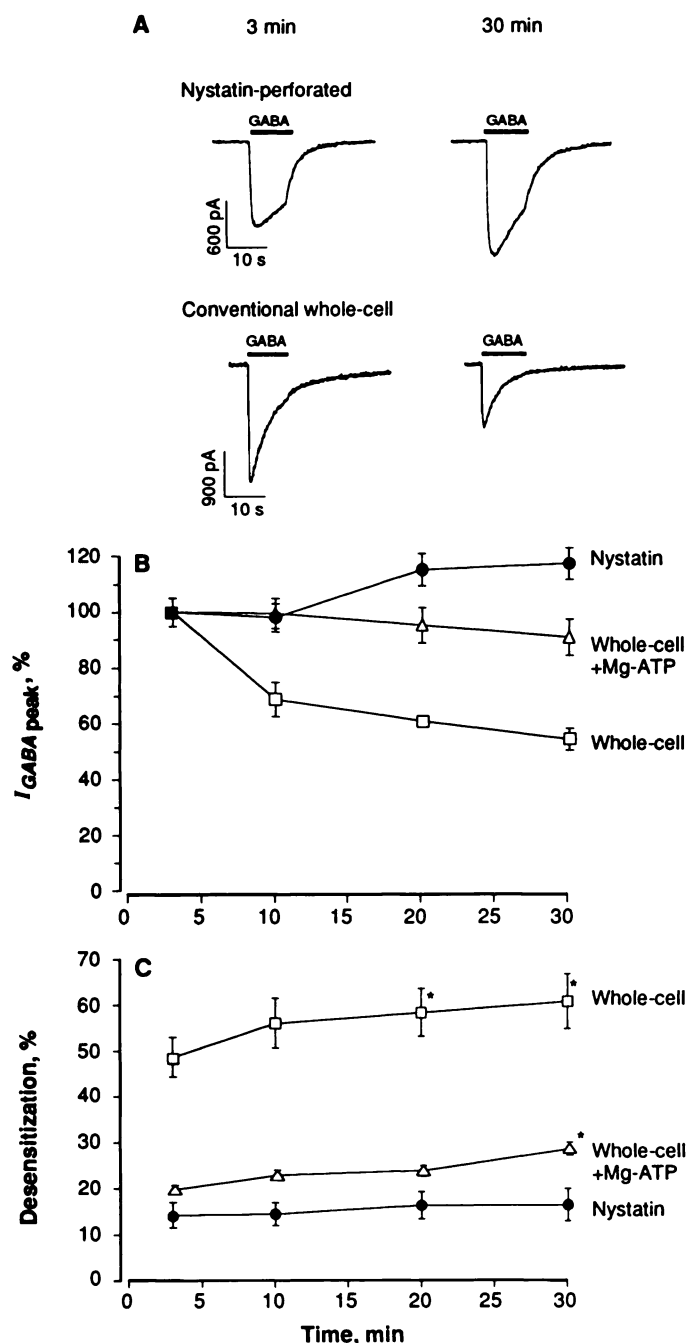 A 3 min 30 min
Nystatin-perforated
GABA GABA
600 pA
10 s
Conventional whole-cell
GABA GABA
900 pA
10 s
B
I GABA peak, %
120
100
80
60
40
20
0
Nystatin
Whole-cell
+Mg-ATP
Whole-cell
0 5 10 15 20 25 30
C
Desensitization, %
70
60
50
40
30
20
10
0
* *
Whole-cell
*
Whole-cell
+Mg-ATP
Nystatin
0 5 10 15 20 25 30
Time, min